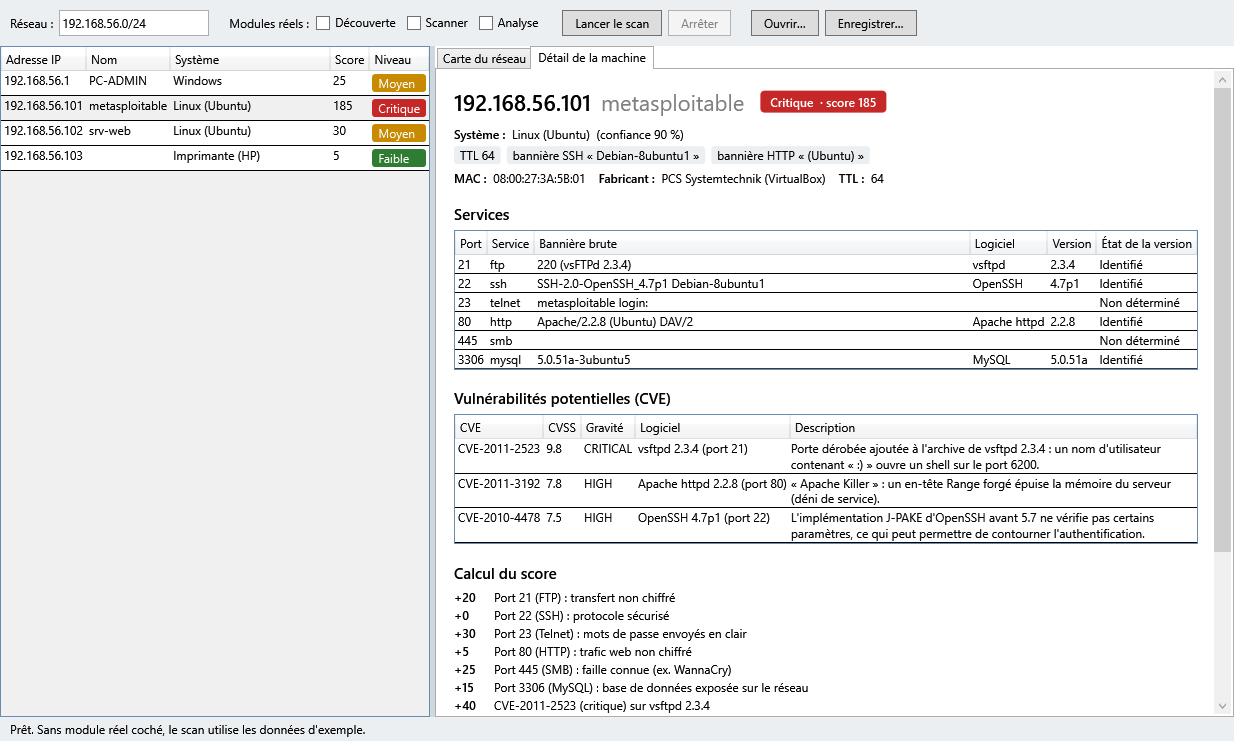 Réseau : 192.168.56.0/24 Modules réels : Découverte Scanner Analyse Lancer le scan Arrêter Ouvrir... Enregistrer...
Adresse IP Nom Système Score Niveau
192.168.56.1 PC-ADMIN Windows 25 Moyen
192.168.56.101 metasploitable Linux (Ubuntu) 185 Critique
192.168.56.102 srv-web Linux (Ubuntu) 30 Moyen
192.168.56.103 Imprimante (HP) 5 Faible
Carte du réseau Détail de la machine
192.168.56.101 metasploitable Critique · score 185
Système : Linux (Ubuntu) (confiance 90 %)
TTL 64 bannière SSH « Debian-8ubuntu1 » bannière HTTP « (Ubuntu) »
MAC : 08:00:27:3A:5B:01 Fabricant : PCS Systemtechnik (VirtualBox) TTL : 64
Services
Port Service Bannière brute Logiciel Version État de la version
21 ftp 220 (vsFTPd 2.3.4) vsftpd 2.3.4 Identifié
22 ssh SSH-2.0-OpenSSH_4.7p1 Debian-8ubuntu1 OpenSSH 4.7p1 Identifié
23 telnet metasploitable login: Non déterminé
80 http Apache/2.2.8 (Ubuntu) DAV/2 Apache httpd 2.2.8 Identifié
445 smb Non déterminé
3306 mysql 5.0.51a-3ubuntu5 MySQL 5.0.51a Identifié
Vulnérabilités potentielles (CVE)
CVE CVSS Gravité Logiciel Description
CVE-2011-2523 9.8 CRITICAL vsftpd 2.3.4 (port 21) Porte dérobée ajoutée à l'archive de vsftpd 2.3.4 : un nom d'utilisateur
contenant « :) » ouvre un shell sur le port 6200.
CVE-2011-3192 7.8 HIGH Apache httpd 2.2.8 (port 80) « Apache Killer » : un en-tête Range forgé épuise la mémoire du serveur
(déni de service).
CVE-2010-4478 7.5 HIGH OpenSSH 4.7p1 (port 22) L'implémentation J-PAKE d'OpenSSH avant 5.7 ne vérifie pas certains
paramètres, ce qui peut permettre de contourner l'authentification.
Calcul du score
+20 Port 21 (FTP) : transfert non chiffré
+0 Port 22 (SSH) : protocole sécurisé
+30 Port 23 (Telnet) : mots de passe envoyés en clair
+5 Port 80 (HTTP) : trafic web non chiffré
+25 Port 445 (SMB) : faille connue (ex. WannaCry)
+15 Port 3306 (MySQL) : base de données exposée sur le réseau
+40 CVE-2011-2523 (critique) sur vsftpd 2.3.4
Prêt. Sans module réel coché, le scan utilise les données d'exemple.